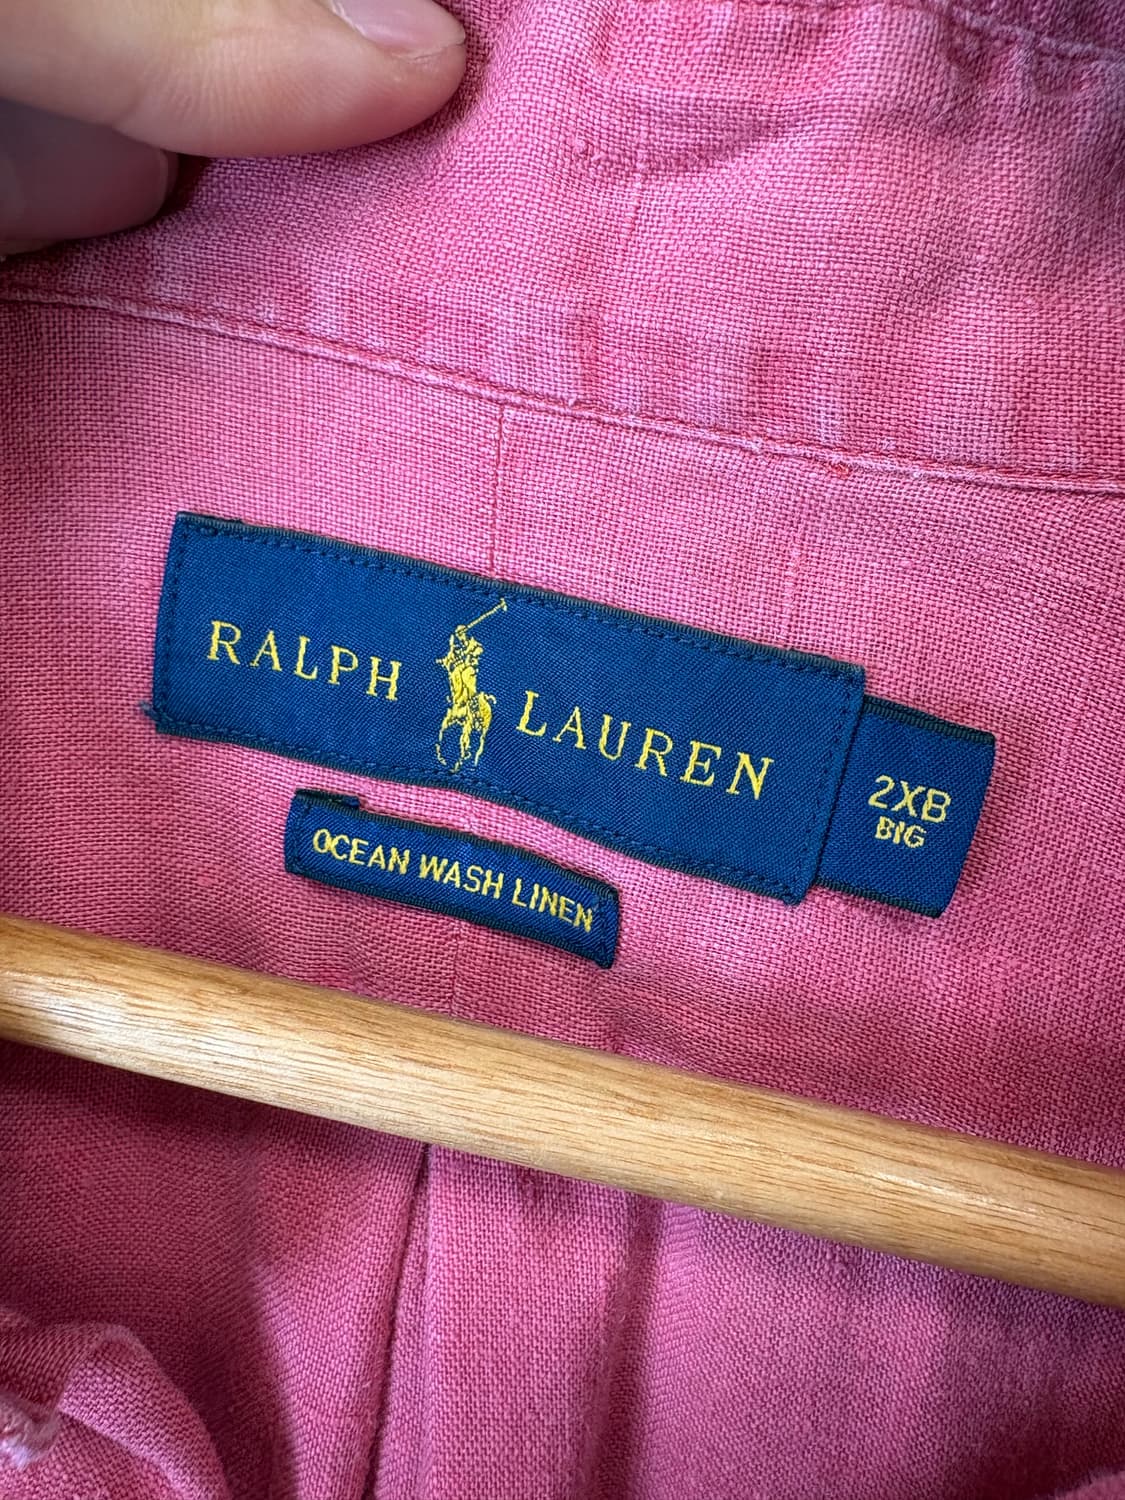 RALPH LAUREN
2XB
BIG
OCEAN WASH LINEN